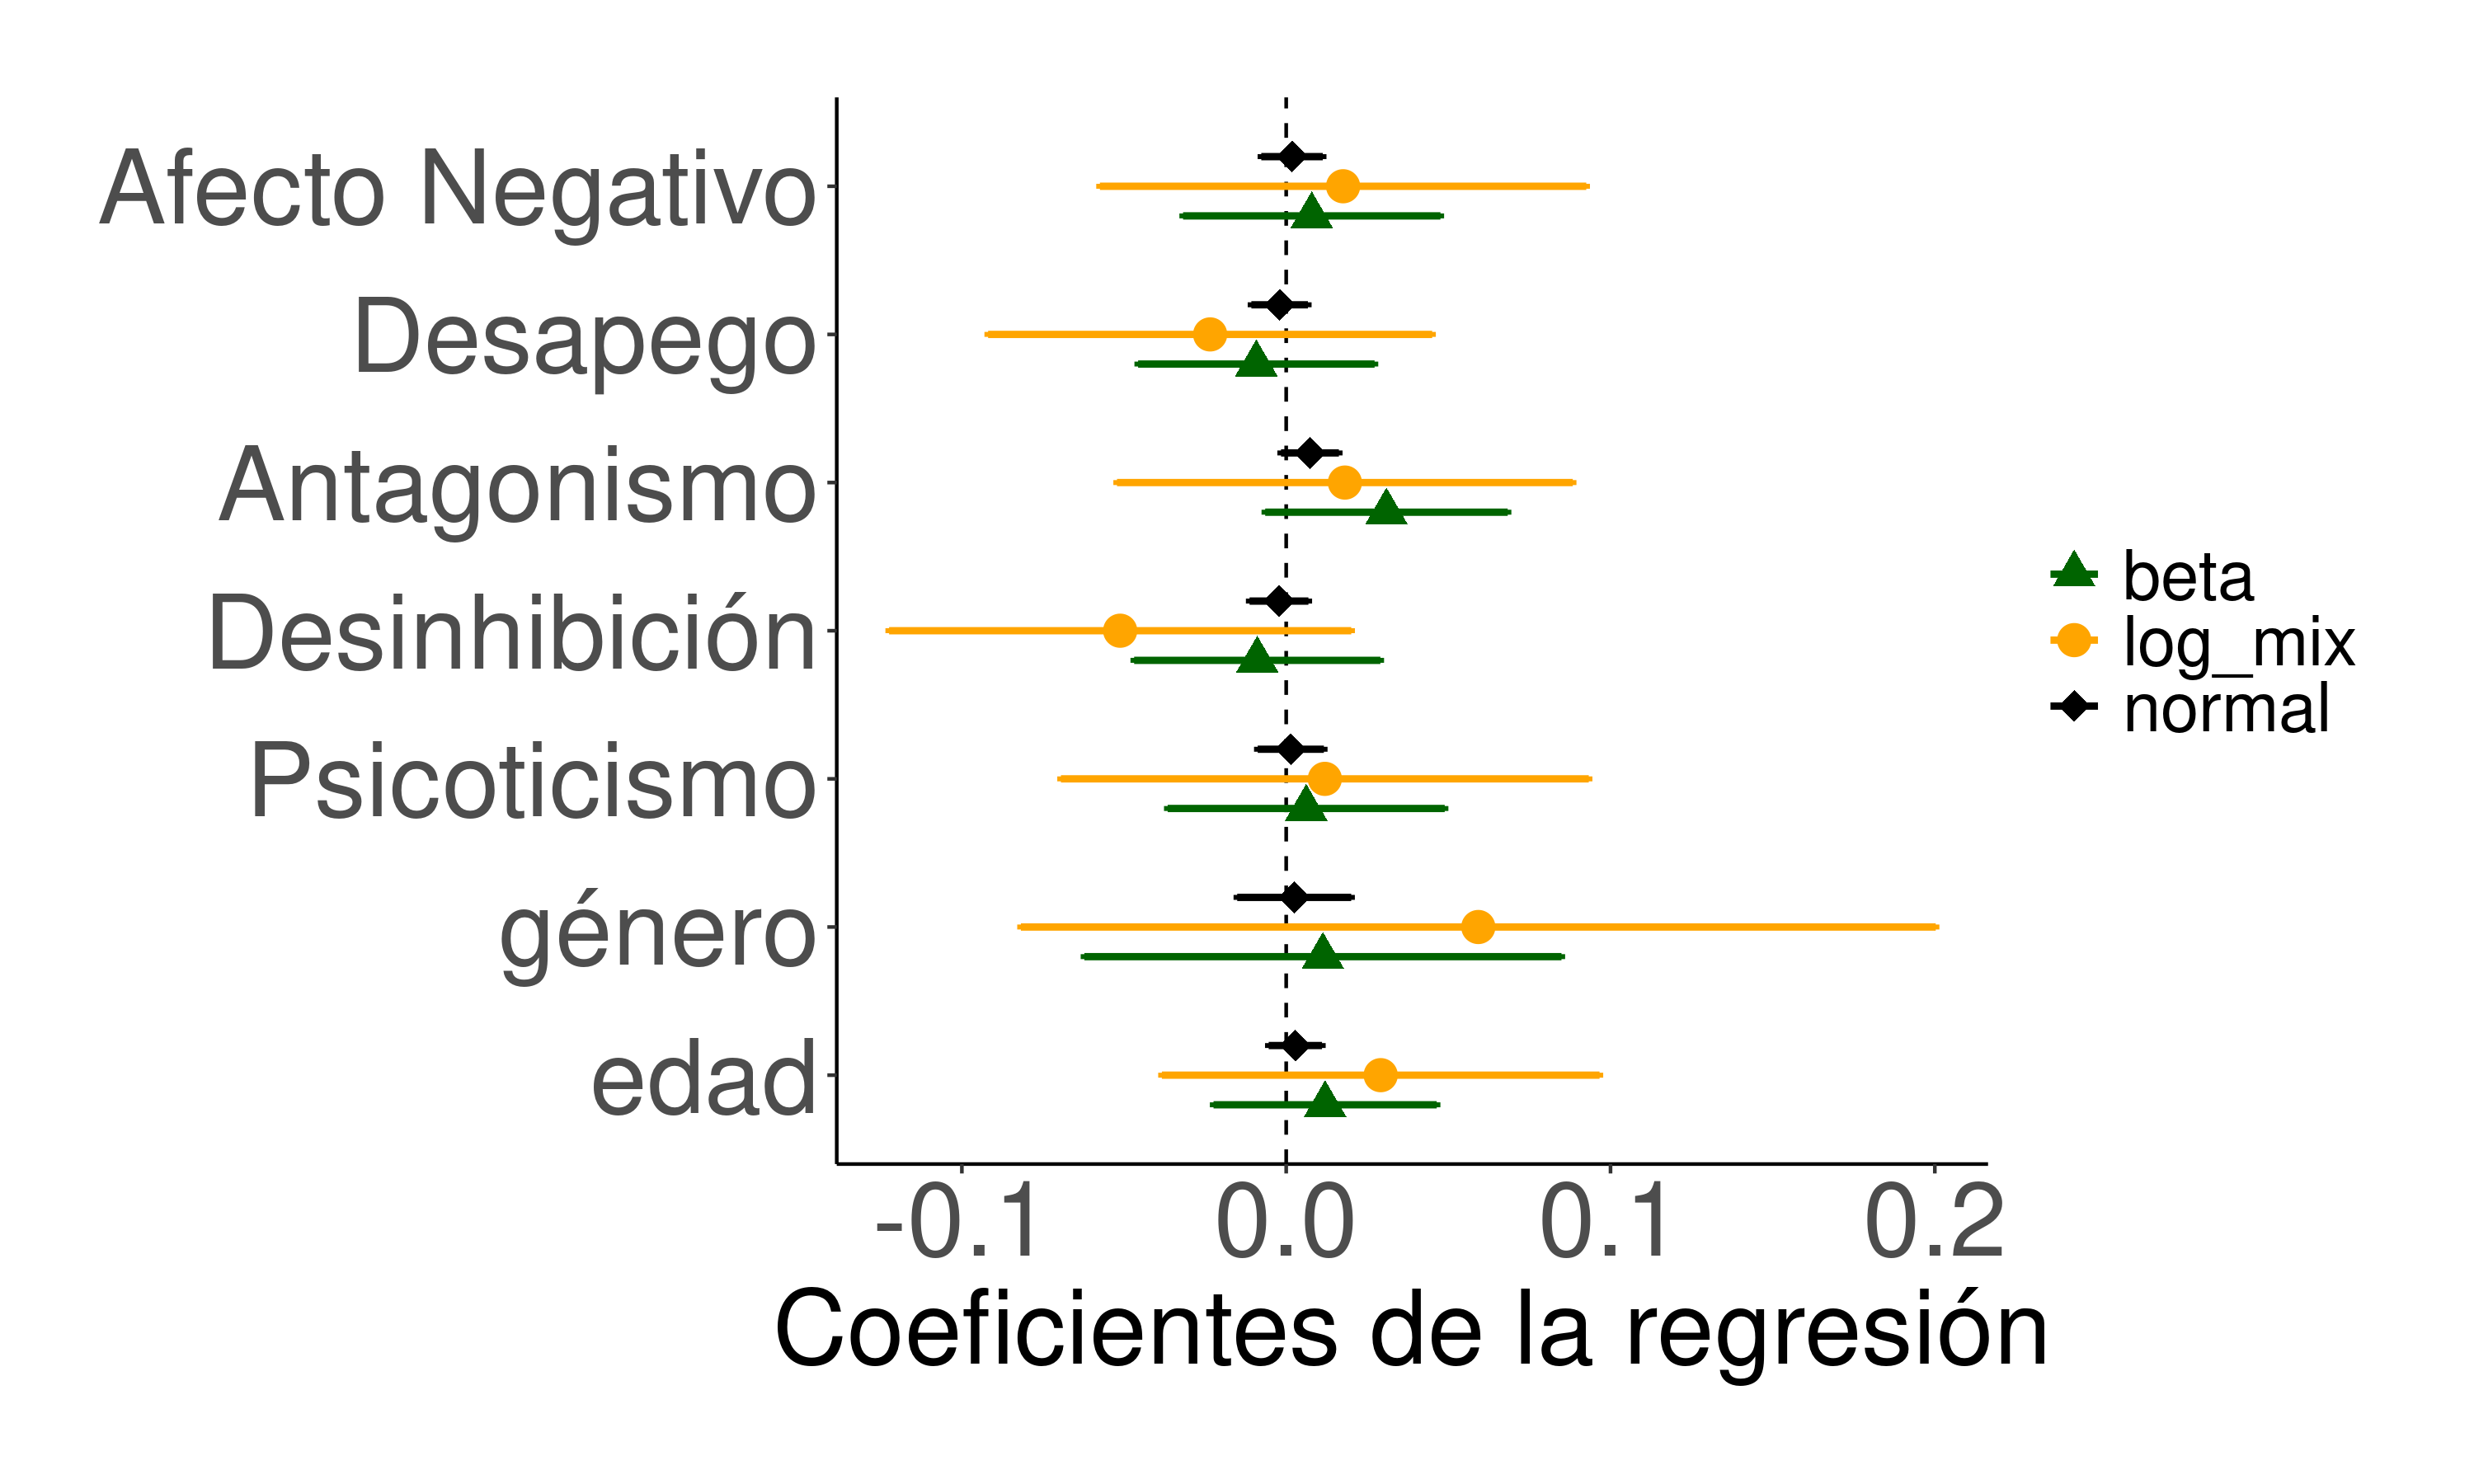 Afecto Negativo
Desapego
Antagonismo
Desinhibición
Psicoticismo
género
edad
-0.1 0.0 0.1 0.2
Coeficientes de la regresión
beta
log_mix
normal